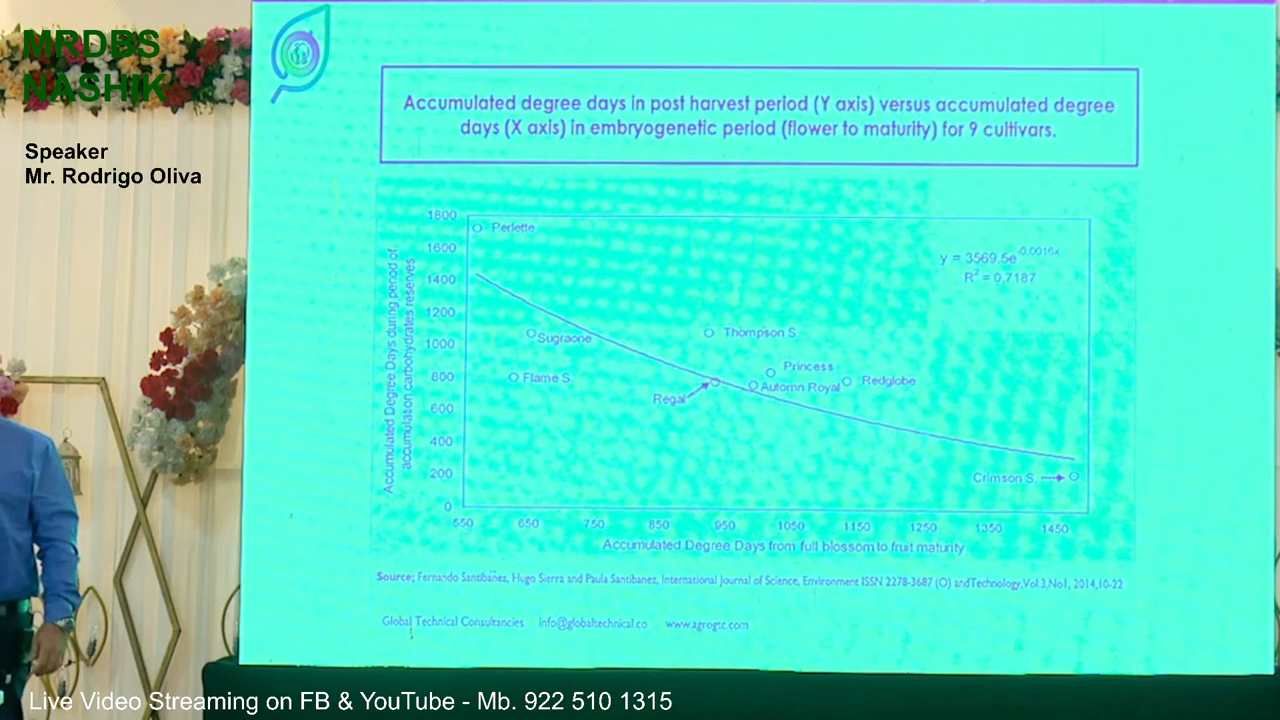 MRDBS
NASHIK
Speaker
Mr. Rodrigo Oliva
Accumulated degree days in post harvest period (Y axis) versus accumulated degree
days (X axis) in embryogenetic period (flower to maturity) for 9 cultivars.
Accumulated Degree Days during period of
accumulation carbohydrates reserves
1800
1600
1400
1200
1000
800
600
400
200
0
Perlette
y = 3569.5e^-0.0016x
R² = 0.7187
Sugraone
Thompson S.
Flame S.
Princess
Automn Royal
Redglobe
Regal
Crimson S.
550 650 750 850 950 1050 1150 1250 1350 1450
Accumulated Degree Days from full blossom to fruit maturity
Source; Fernando Santibañez, Hugo Sierra and Paula Santibanez, International Journal of Science, Environment ISSN 2278-3687 (O) andTechnology,Vol.3,No1, 2014,10-22
Global Technical Consultancies info@globaltechnical.co www.agrogtc.com
Live Video Streaming on FB & YouTube - Mb. 922 510 1315